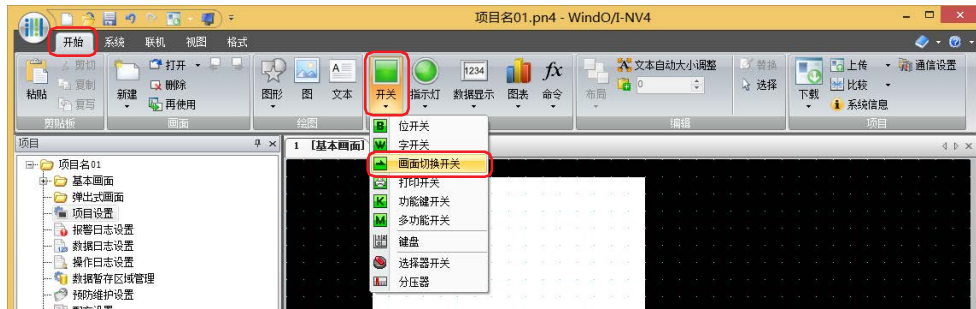 项目名01.pn4 - WindO/I-NV4
开始 系统 联机 视图 格式
剪切 打开 文本自动大小调整 替换 上传 通信设置
粘贴 复制 新建 删除 图形 图 文本 开关 指示灯 1234 数据显示 图表 fx 命令 布局 0 选择 下载 比较
复写 再使用 系统信息
剪贴板 画面 绘图 编辑 项目
项目 1 [基本画面]
B 位开关
项目名01 W 字开关
基本画面 画面切换开关
弹出式画面 打印开关
项目设置 K 功能键开关
报警日志设置 M 多功能开关
数据日志设置 键盘
操作日志设置 选择器开关
数据暂存区域管理 分压器
预防维护设置